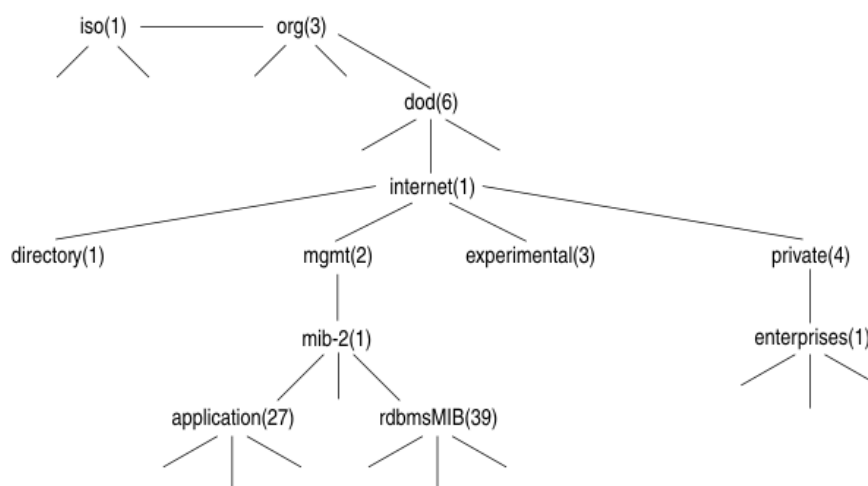 iso(1) org(3)
dod(6)
internet(1)
directory(1) mgmt(2) experimental(3) private(4)
mib-2(1) enterprises(1)
application(27) rdbmsMIB(39)